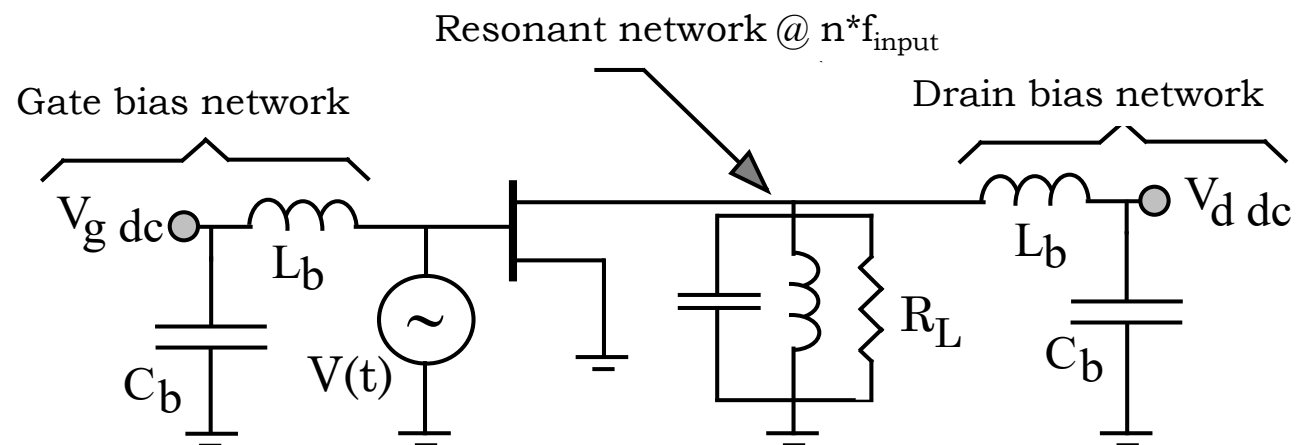 Resonant network @ n*f_input
Gate bias network
Drain bias network
V_g dc
L_b
C_b
V(t)
~
R_L
L_b
V_d dc
C_b